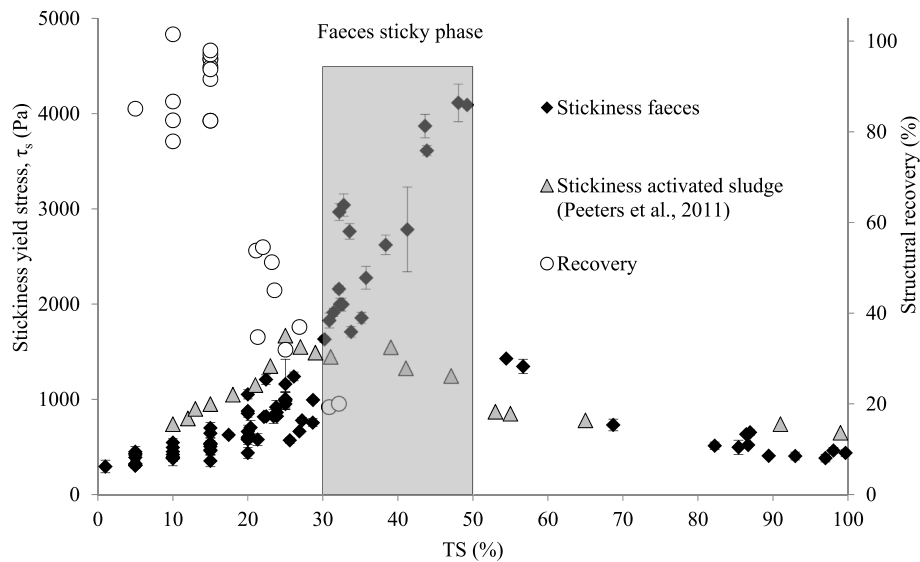 Faeces sticky phase
Stickiness yield stress, τs (Pa)
5000
4000
3000
2000
1000
0
Stickiness faeces
Stickiness activated sludge
(Peeters et al., 2011)
Recovery
100
80
60
40
20
0
Structural recovery (%)
0 10 20 30 40 50 60 70 80 90 100
TS (%)